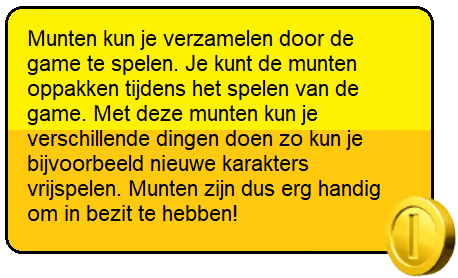 Munten kun je verzamelen door de
game te spelen. Je kunt de munten
oppakken tijdens het spelen van de
game. Met deze munten kun je
verschillende dingen doen zo kun je
bijvoorbeeld nieuwe karakters
vrijspelen. Munten zijn dus erg handig
om in bezit te hebben!